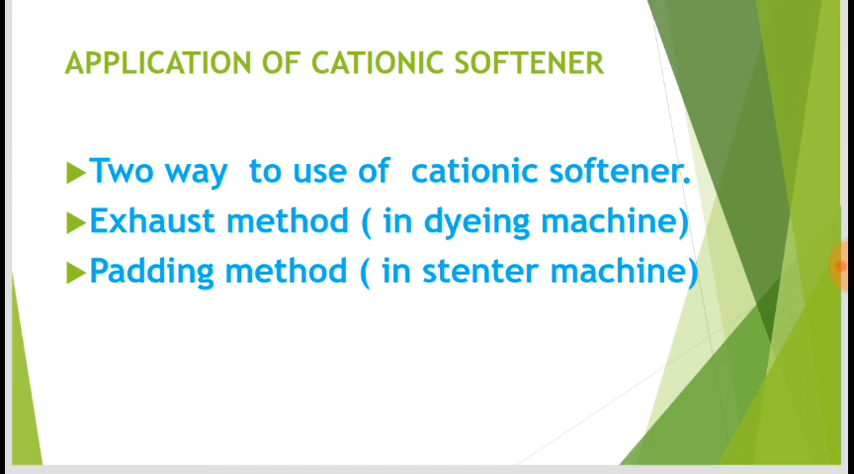 APPLICATION OF CATIONIC SOFTENER
Two way to use of cationic softener.
Exhaust method ( in dyeing machine)
Padding method ( in stenter machine)